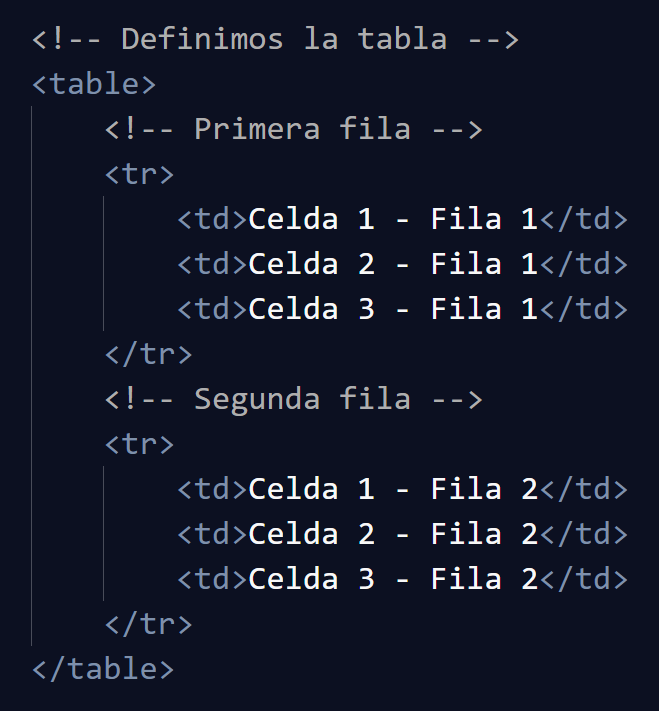 <!-- Definimos la tabla -->
<table>
<!-- Primera fila -->
<tr>
<td>Celda 1 - Fila 1</td>
<td>Celda 2 - Fila 1</td>
<td>Celda 3 - Fila 1</td>
</tr>
<!-- Segunda fila -->
<tr>
<td>Celda 1 - Fila 2</td>
<td>Celda 2 - Fila 2</td>
<td>Celda 3 - Fila 2</td>
</tr>
</table>